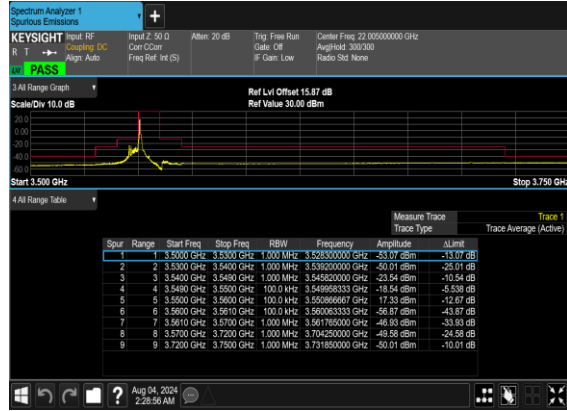 Spectrum Analyzer 1
Spurious Emissions
+
KEYSIGHT Input: RF Input Z: 50 Ω Atten: 20 dB Trig: Free Run Center Freq: 22.005000000 GHz
R T Coupling: DC Corr CCorr Gate: Off Avg|Hold: 300/300
Align: Auto Freq Ref: Int (S) IF Gain: Low Radio Std: None
PASS
3 All Range Graph
Ref Lvl Offset 15.87 dB
Scale/Div 10.0 dB Ref Value 30.00 dBm
20.0
0.00
-20.0
-40.0
-60.0
Start 3.500 GHz Stop 3.750 GHz
4 All Range Table
Measure Trace Trace 1
Trace Type Trace Average (Active)
Spur Range Start Freq Stop Freq RBW Frequency Amplitude ΔLimit
1 1 3.5000 GHz 3.5300 GHz 1.000 MHz 3.528300000 GHz -53.07 dBm -13.07 dB
2 2 3.5300 GHz 3.5400 GHz 1.000 MHz 3.539200000 GHz -50.01 dBm -25.01 dB
3 3 3.5400 GHz 3.5490 GHz 1.000 MHz 3.545820000 GHz -23.54 dBm -10.54 dB
4 4 3.5490 GHz 3.5500 GHz 100.0 kHz 3.549958333 GHz -18.54 dBm -5.538 dB
5 5 3.5500 GHz 3.5600 GHz 100.0 kHz 3.550866667 GHz 17.33 dBm -12.67 dB
6 6 3.5600 GHz 3.5610 GHz 100.0 kHz 3.560063333 GHz -56.87 dBm -43.87 dB
7 7 3.5610 GHz 3.5700 GHz 1.000 MHz 3.561765000 GHz -46.93 dBm -33.93 dB
8 8 3.5700 GHz 3.7200 GHz 1.000 MHz 3.704250000 GHz -49.58 dBm -24.58 dB
9 9 3.7200 GHz 3.7500 GHz 1.000 MHz 3.731850000 GHz -50.01 dBm -10.01 dB
? Aug 04, 2024
2:28:56 AM